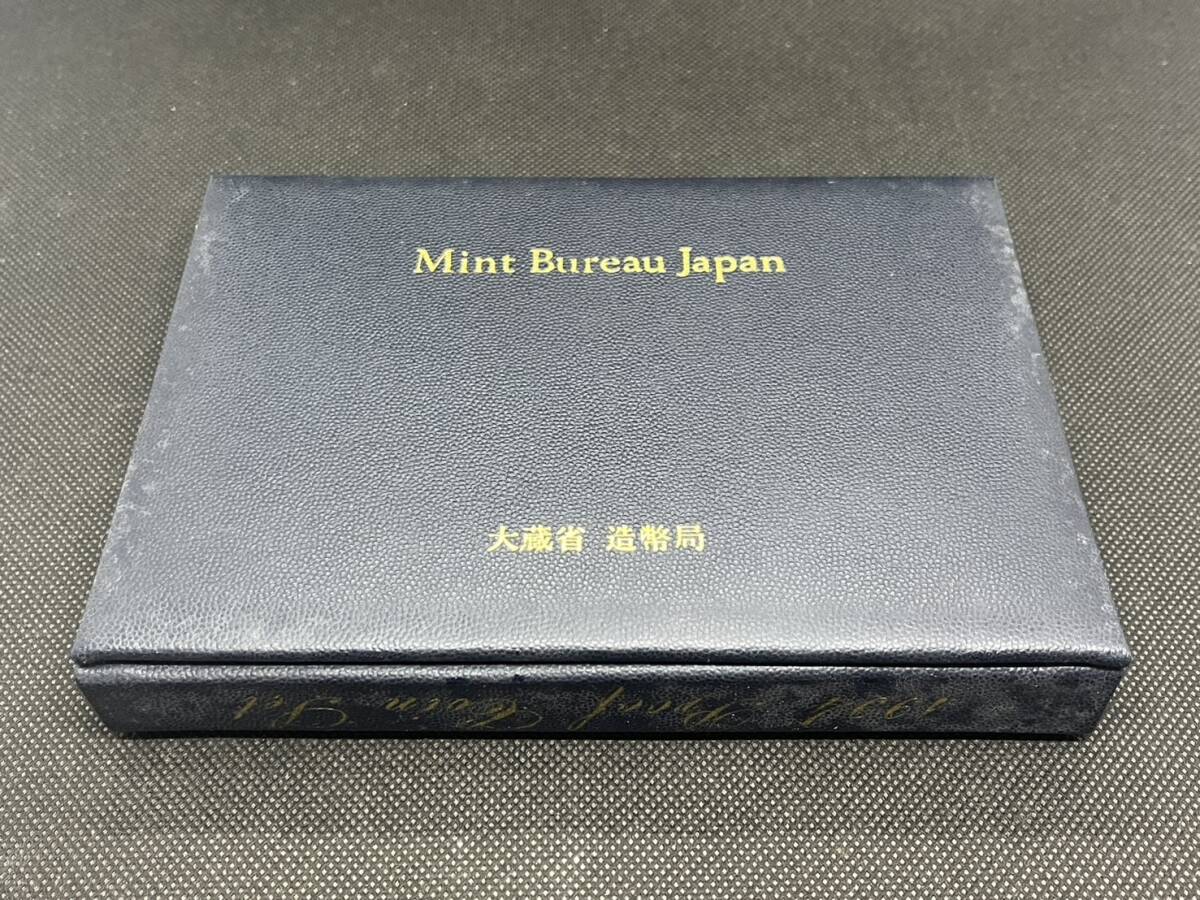 Mint Bureau Japan
大蔵省 造幣局
Proof Coin Set